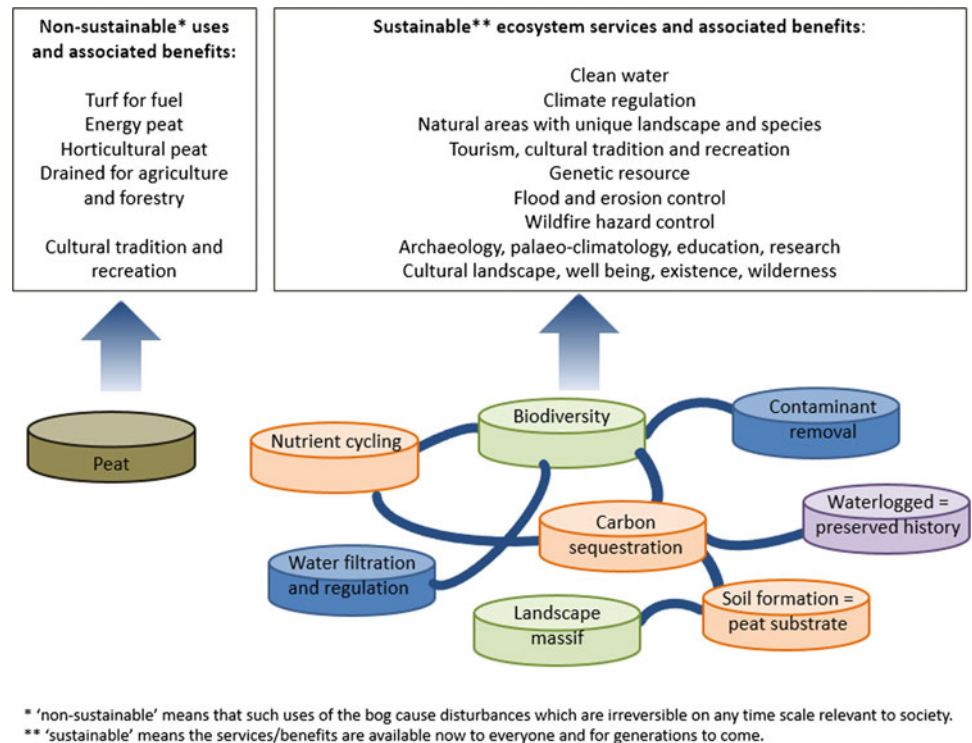 Non-sustainable* uses
and associated benefits:
Turf for fuel
Energy peat
Horticultural peat
Drained for agriculture
and forestry
Cultural tradition and
recreation
Sustainable** ecosystem services and associated benefits:
Clean water
Climate regulation
Natural areas with unique landscape and species
Tourism, cultural tradition and recreation
Genetic resource
Flood and erosion control
Wildfire hazard control
Archaeology, palaeo-climatology, education, research
Cultural landscape, well being, existence, wilderness
Peat
Nutrient cycling
Biodiversity
Contaminant
removal
Carbon
sequestration
Waterlogged =
preserved history
Water filtration
and regulation
Landscape
massif
Soil formation =
peat substrate
* 'non-sustainable' means that such uses of the bog cause disturbances which are irreversible on any time scale relevant to society.
** 'sustainable' means the services/benefits are available now to everyone and for generations to come.